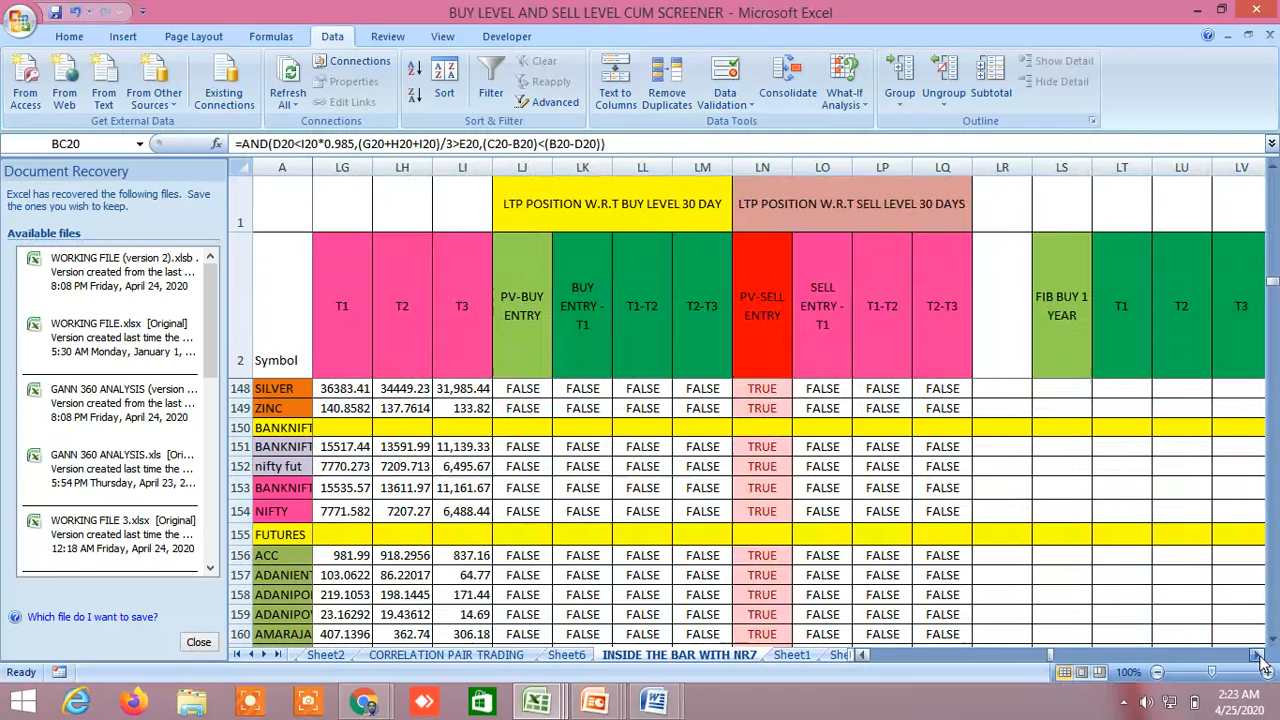 BUY LEVEL AND SELL LEVEL CUM SCREENER - Microsoft Excel
Home Insert Page Layout Formulas Data Review View Developer
From Access From Web From Text From Other Sources Existing Connections
Get External Data
Refresh All Connections Properties Edit Links
Connections
Sort Filter Clear Reapply Advanced
Sort & Filter
Text to Columns Remove Duplicates Data Validation Consolidate What-If Analysis
Data Tools
Group Ungroup Subtotal Show Detail Hide Detail
Outline
BC20 fx =AND(D20<I20*0.985,(G20+H20+I20)/3>E20,(C20-B20)<(B20-D20))
Document Recovery
Excel has recovered the following files. Save the ones you wish to keep.
Available files
WORKING FILE (version 2).xlsb
Version created from the last ...
8:08 PM Friday, April 24, 2020
WORKING FILE.xlsx [Original]
Version created last time the ...
5:30 AM Monday, January 1, ...
GANN 360 ANALYSIS (version ...
Version created from the last ...
8:08 PM Friday, April 24, 2020
GANN 360 ANALYSIS.xls [Ori...
Version created last time the ...
5:54 PM Thursday, April 23, 2...
WORKING FILE 3.xlsx [Original]
Version created last time the ...
12:18 AM Friday, April 24, 2020
Which file do I want to save?
Close
A LG LH LI LJ LK LL LM LN LO LP LQ LR LS LT LU LV
1 LTP POSITION W.R.T BUY LEVEL 30 DAY LTP POSITION W.R.T SELL LEVEL 30 DAYS
2 Symbol T1 T2 T3 PV-BUY ENTRY BUY ENTRY - T1 T1-T2 T2-T3 PV-SELL ENTRY SELL ENTRY - T1 T1-T2 T2-T3 FIB BUY 1 YEAR T1 T2 T3
148 SILVER 36383.41 34449.23 31,985.44 FALSE FALSE FALSE FALSE TRUE FALSE FALSE FALSE
149 ZINC 140.8582 137.7614 133.82 FALSE FALSE FALSE FALSE TRUE FALSE FALSE FALSE
150 BANKNIFT
151 BANKNIFT 15517.44 13591.99 11,139.33 FALSE FALSE FALSE FALSE TRUE FALSE FALSE FALSE
152 nifty fut 7770.273 7209.713 6,495.67 FALSE FALSE FALSE FALSE TRUE FALSE FALSE FALSE
153 BANKNIFT 15535.57 13611.97 11,161.67 FALSE FALSE FALSE FALSE TRUE FALSE FALSE FALSE
154 NIFTY 7771.582 7207.27 6,488.44 FALSE FALSE FALSE FALSE TRUE FALSE FALSE FALSE
155 FUTURES
156 ACC 981.99 918.2956 837.16 FALSE FALSE FALSE FALSE TRUE FALSE FALSE FALSE
157 ADANIENT 103.0622 86.22017 64.77 FALSE FALSE FALSE FALSE TRUE FALSE FALSE FALSE
158 ADANIPO 219.1053 198.1445 171.44 FALSE FALSE FALSE FALSE TRUE FALSE FALSE FALSE
159 ADANIPO 23.16292 19.43612 14.69 FALSE FALSE FALSE FALSE TRUE FALSE FALSE FALSE
160 AMARAJA 407.1396 362.74 306.18 FALSE FALSE FALSE FALSE TRUE FALSE FALSE FALSE
Sheet2 CORRELATION PAIR TRADING Sheet6 INSIDE THE BAR WITH NR7 Sheet1 She
Ready 100%
2:23 AM
4/25/2020